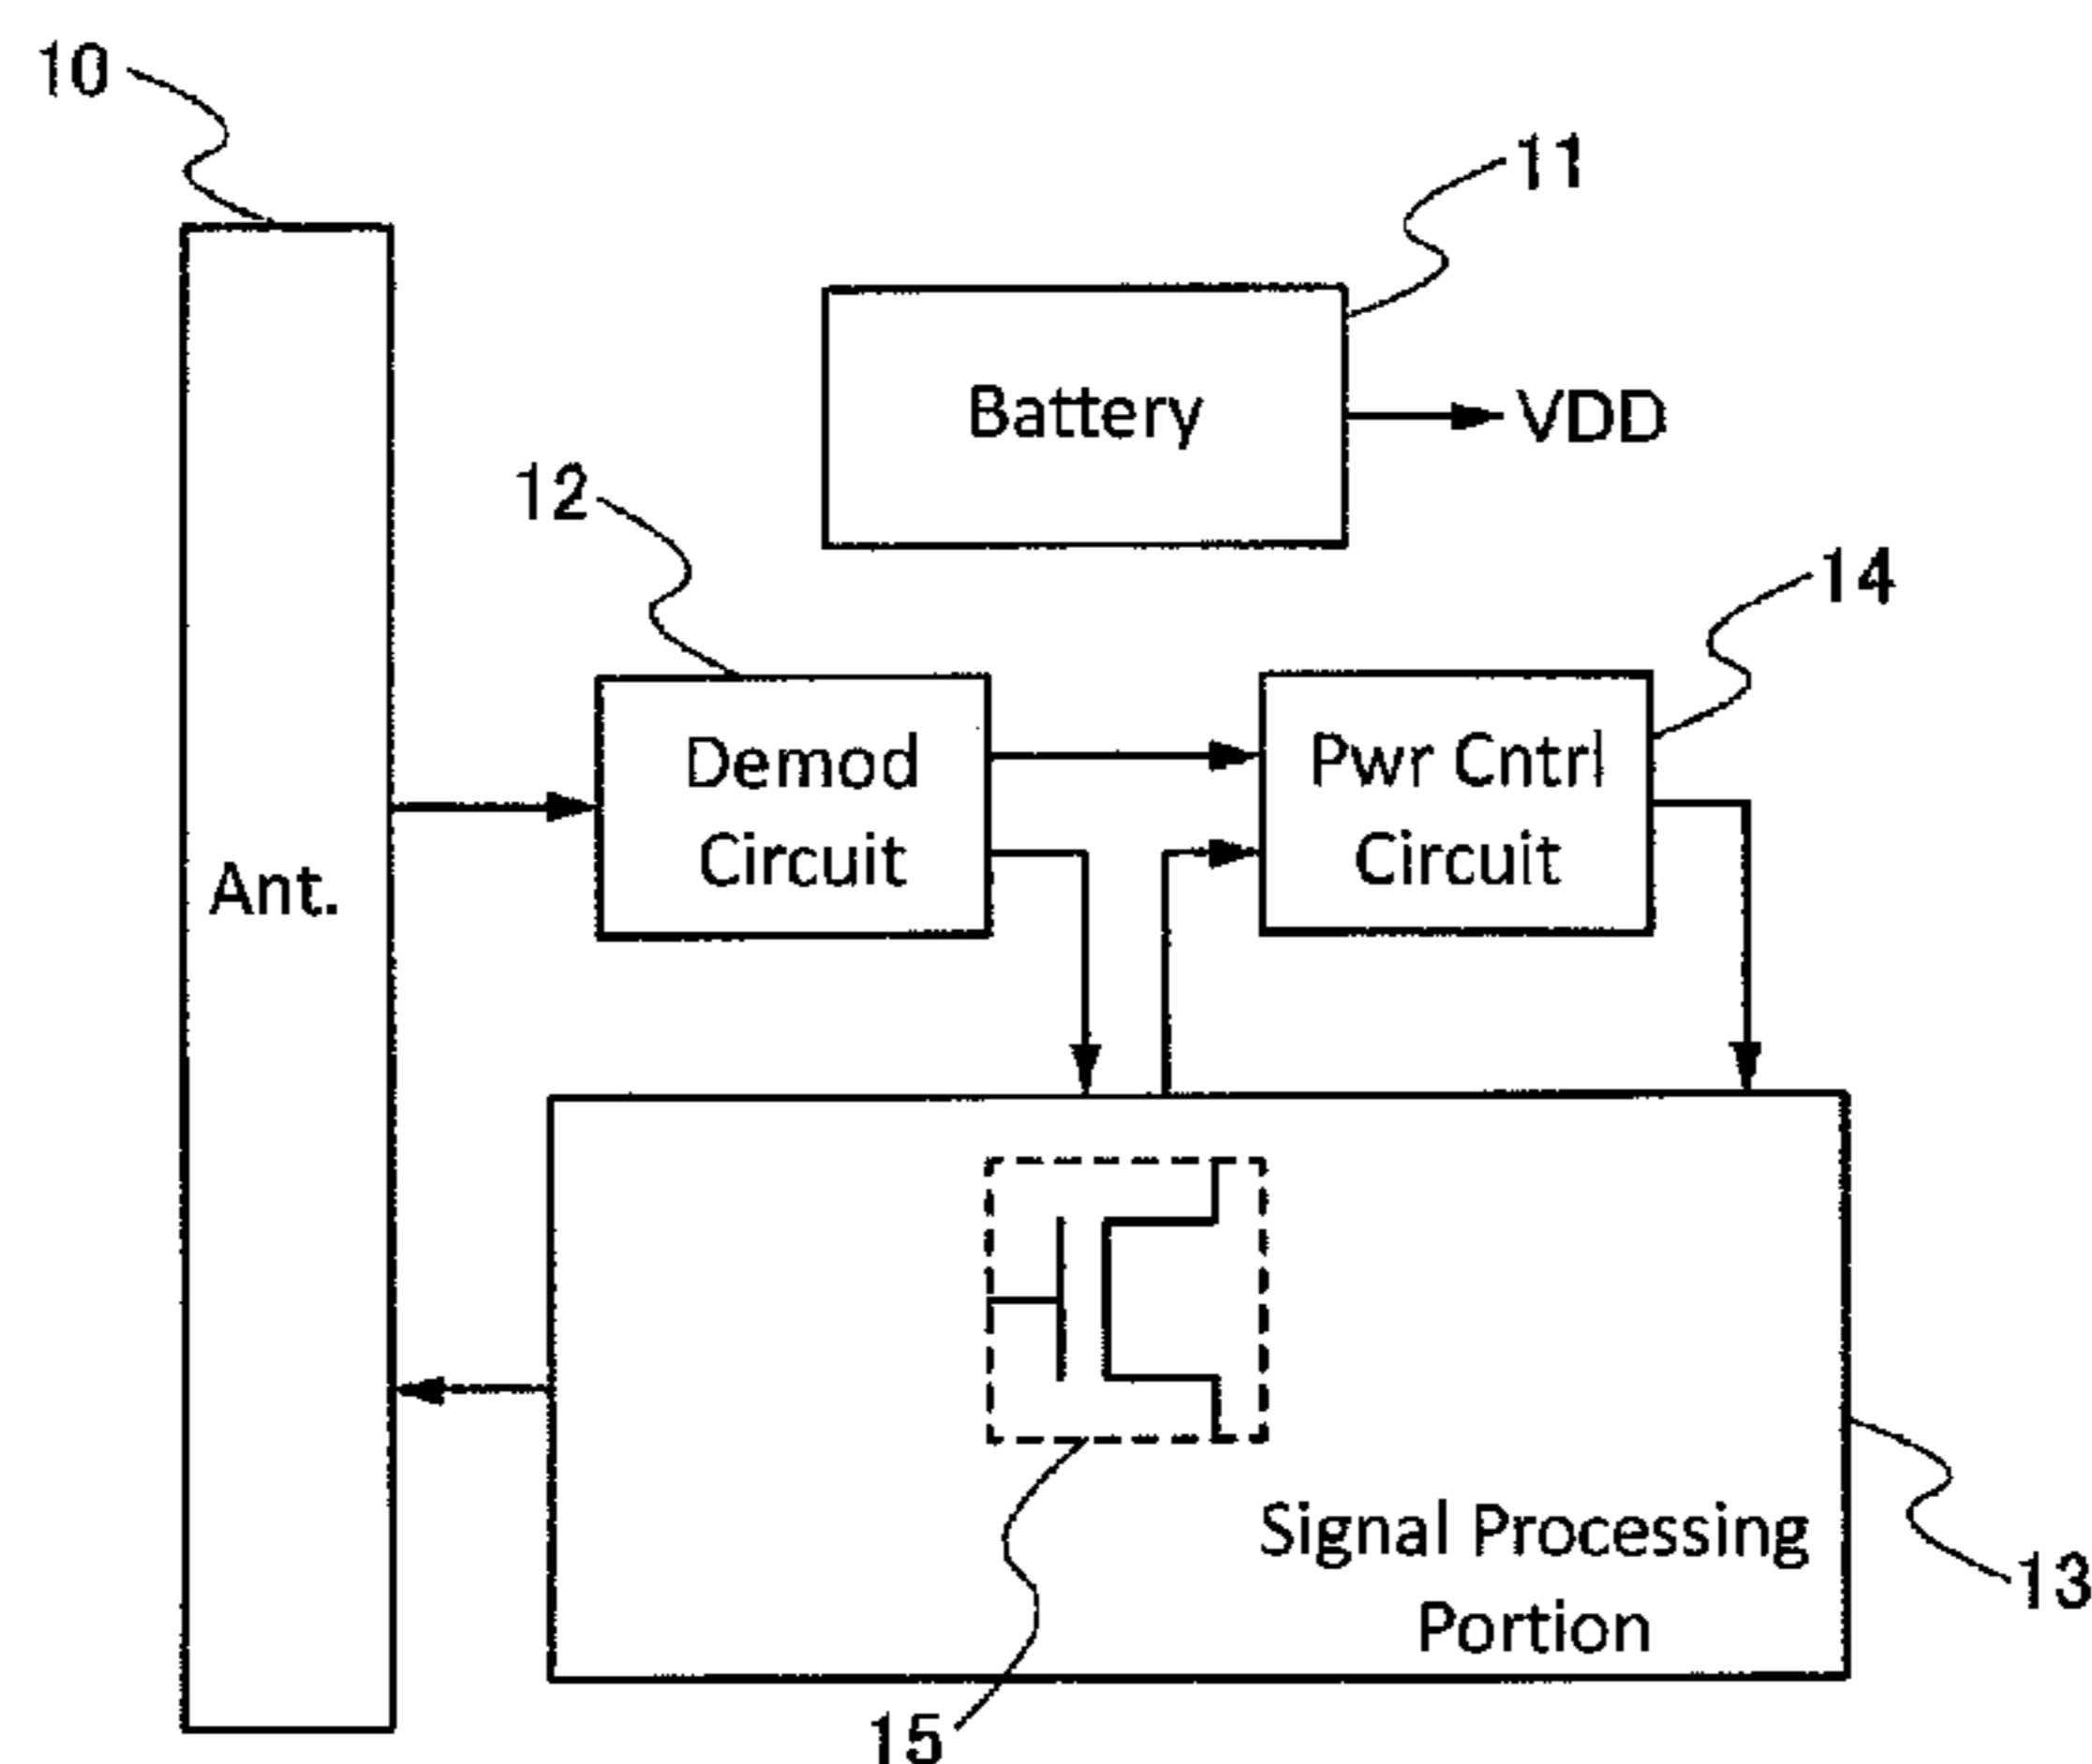 10
11
Battery
VDD
12
14
Demod
Circuit
Pwr Cntrl
Circuit
Ant.
Signal Processing
Portion
13
15